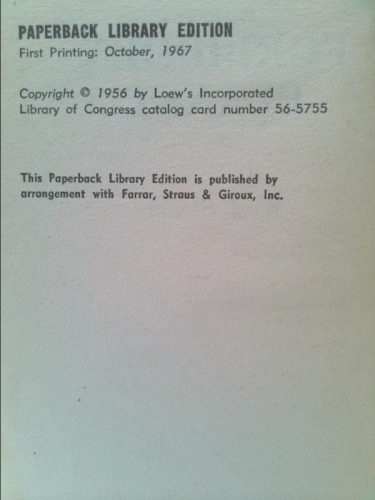 PAPERBACK LIBRARY EDITION
First Printing: October, 1967
Copyright © 1956 by Loew's Incorporated
Library of Congress catalog card number 56-5755
This Paperback Library Edition is published by
arrangement with Farrar, Straus & Giroux, Inc.